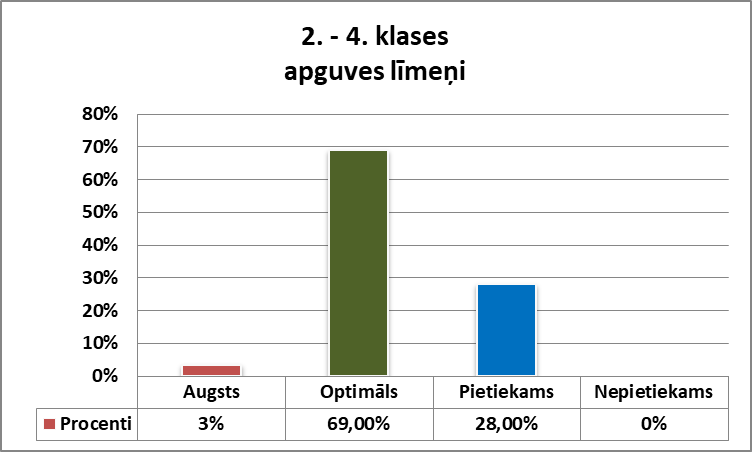 2. - 4. klases
apguves līmeņi
80%
70%
60%
50%
40%
30%
20%
10%
0%
Augsts Optimāls Pietiekams Nepietiekams
Procenti 3% 69,00% 28,00% 0%